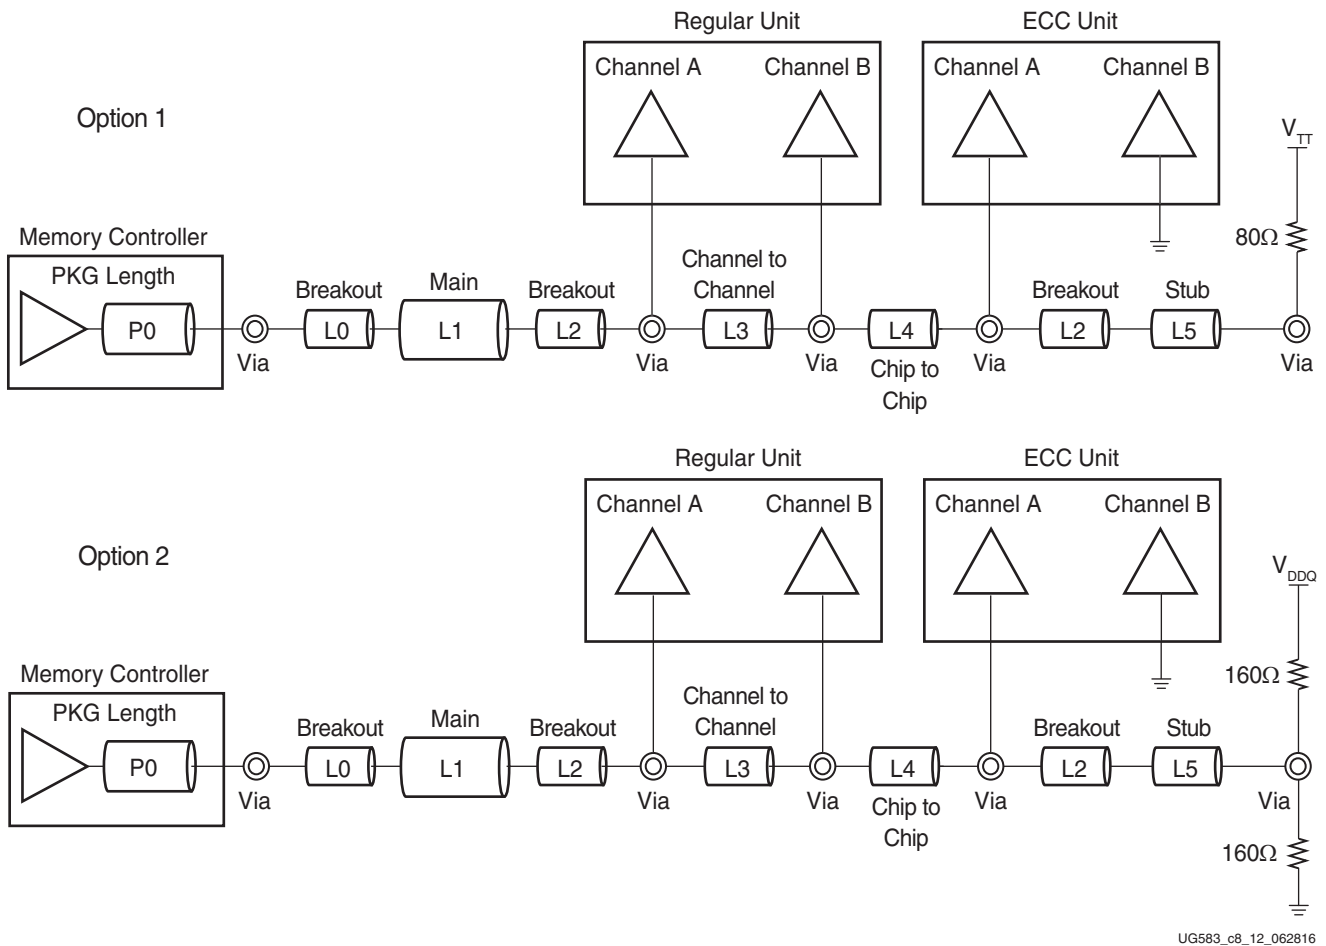 Regular Unit
ECC Unit
Channel A
Channel B
Channel A
Channel B
Option 1
VTT
80Ω
Memory Controller
PKG Length
P0
Via
Breakout
L0
Main
L1
Breakout
L2
Via
Channel to
Channel
L3
Via
L4
Chip to
Chip
Via
Breakout
L2
Stub
L5
Via
Regular Unit
ECC Unit
Channel A
Channel B
Channel A
Channel B
Option 2
VDDQ
160Ω
Memory Controller
PKG Length
P0
Via
Breakout
L0
Main
L1
Breakout
L2
Via
Channel to
Channel
L3
Via
L4
Chip to
Chip
Via
Breakout
L2
Stub
L5
Via
160Ω
UG583_c8_12_062816